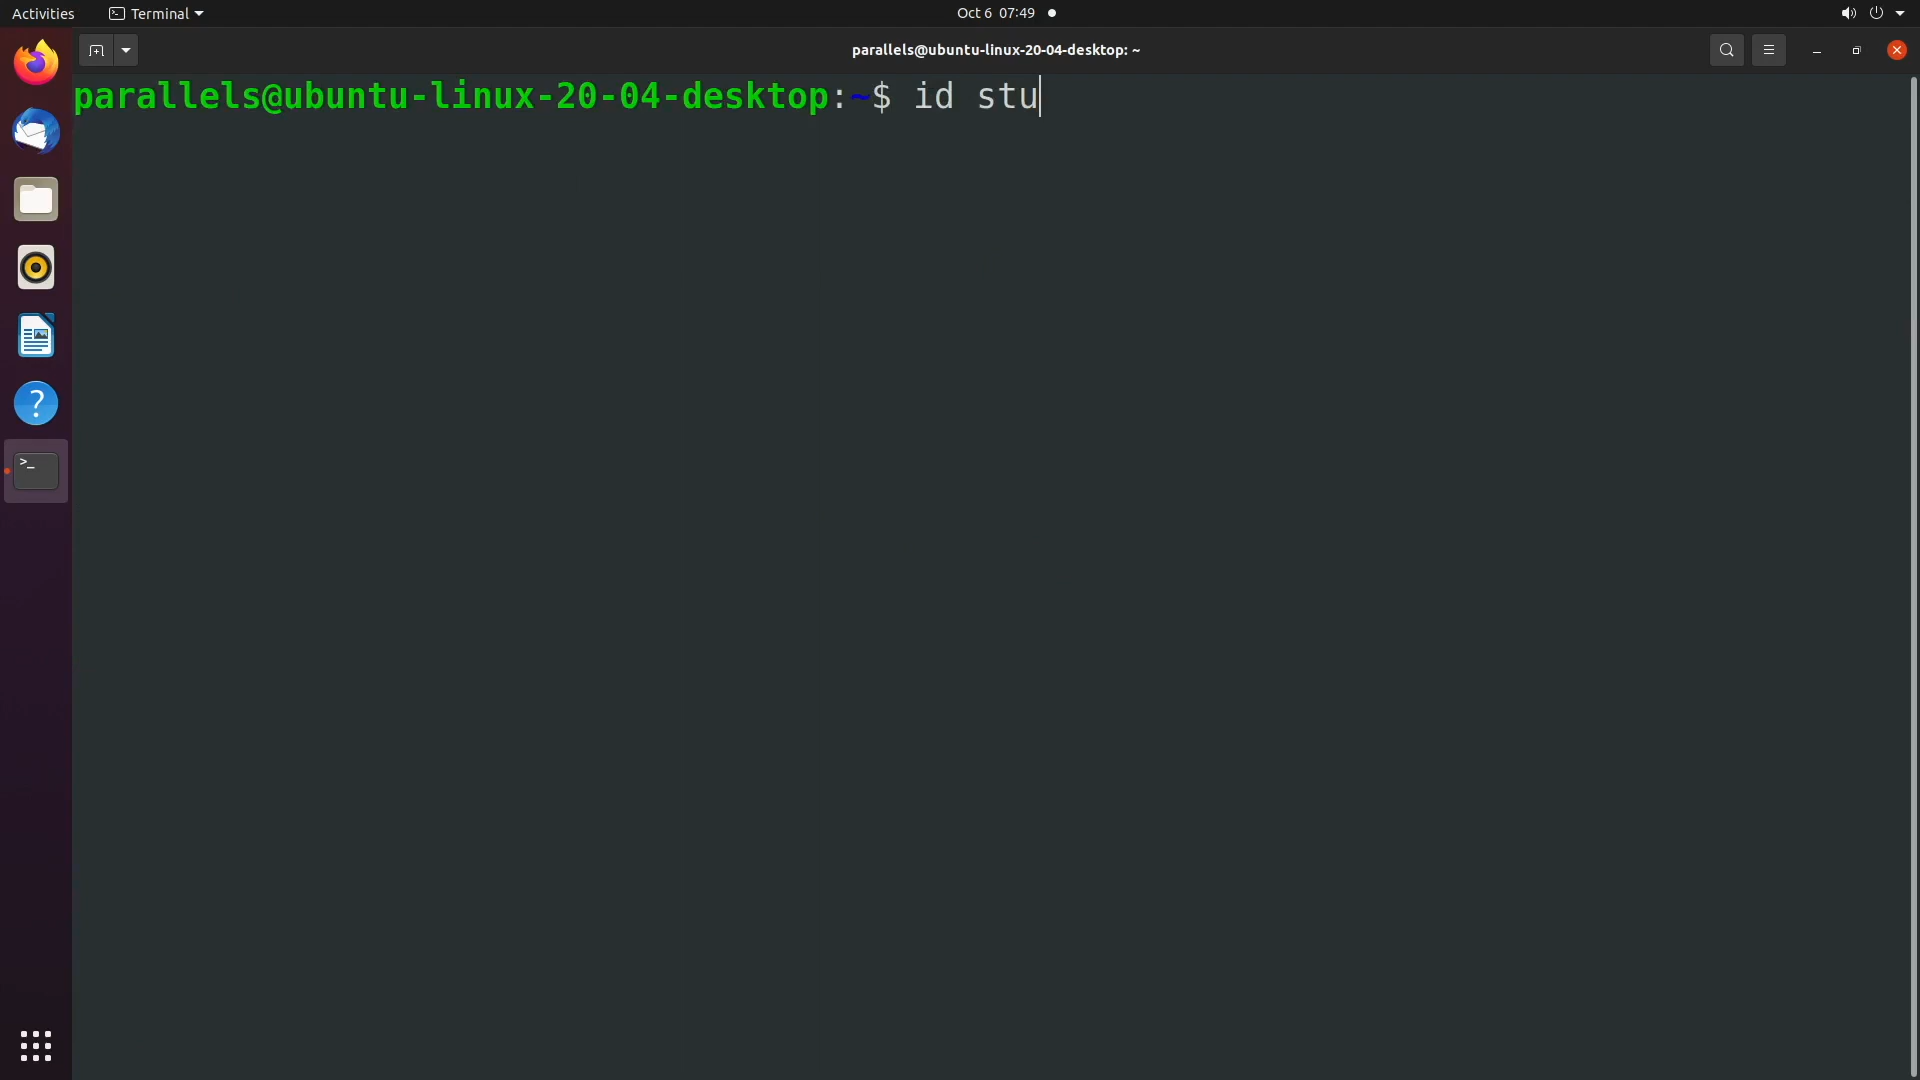 Activities Terminal Oct 6 07:49
parallels@ubuntu-linux-20-04-desktop: ~
parallels@ubuntu-linux-20-04-desktop:~$ id stu